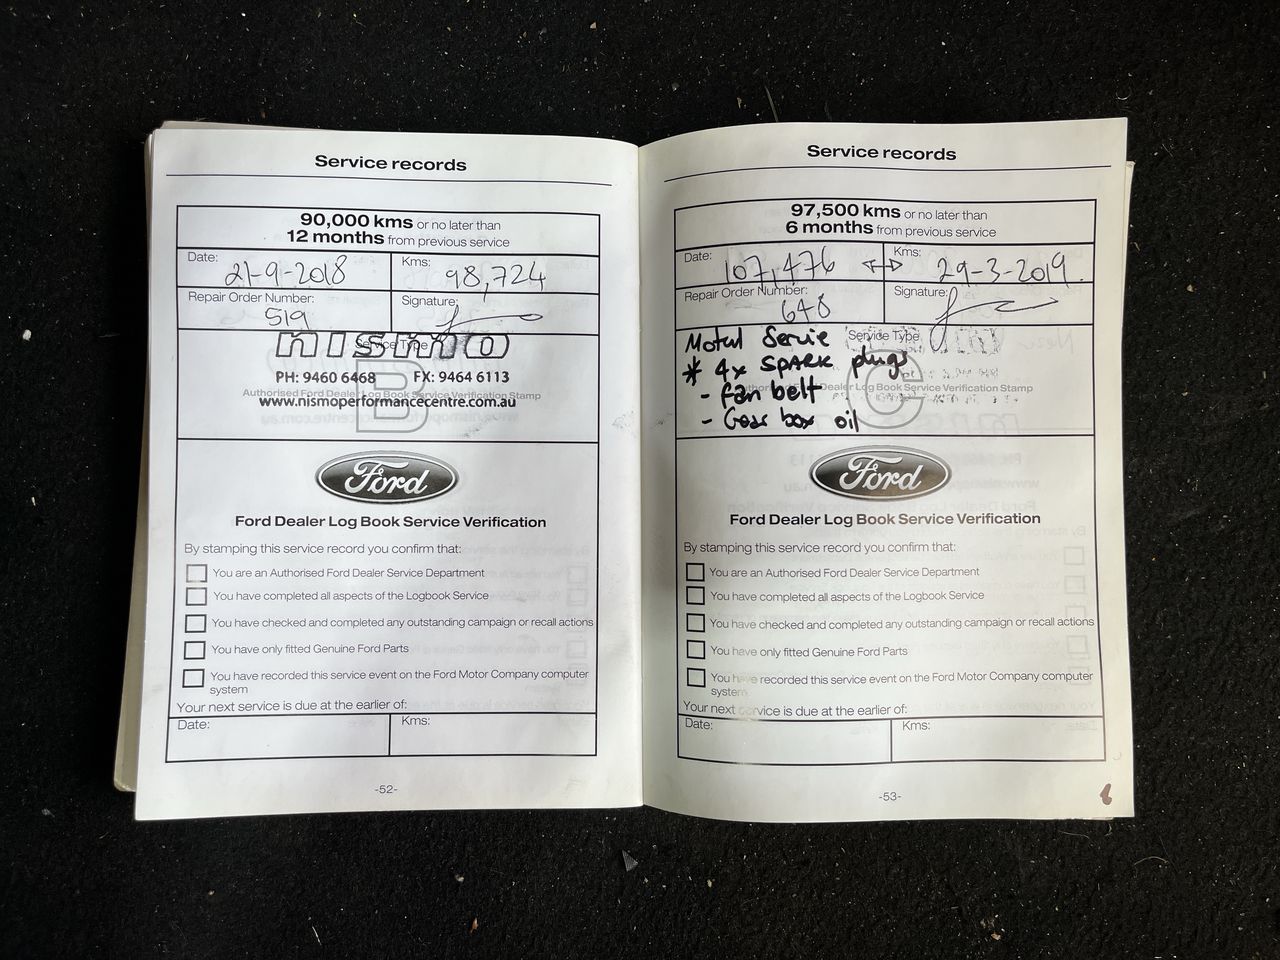 Service records
90,000 kms or no later than
12 months from previous service
Date: 21-9-2018
Kms: 98,724
Repair Order Number: 519
Signature:
Service Type
nismo
PH: 9460 6468 FX: 9464 6113
Authorised Ford Dealer Log Book Service Verification Stamp
www.nismoperformancecentre.com.au
B
Ford
Ford Dealer Log Book Service Verification
By stamping this service record you confirm that:
You are an Authorised Ford Dealer Service Department
You have completed all aspects of the Logbook Service
You have checked and completed any outstanding campaign or recall actions
You have only fitted Genuine Ford Parts
You have recorded this service event on the Ford Motor Company computer
system
Your next service is due at the earlier of:
Date: Kms:
-52-
Service records
97,500 kms or no later than
6 months from previous service
Date: 107,476
Kms: 29-3-2019
Repair Order Number: 648
Signature:
Service Type
Motul Servie
* 4x SPARK plugs
- fan belt
- Gear box oil
Log Book Service Verification Stamp
C
Ford
Ford Dealer Log Book Service Verification
By stamping this service record you confirm that:
You are an Authorised Ford Dealer Service Department
You have completed all aspects of the Logbook Service
You have checked and completed any outstanding campaign or recall actions
You have only fitted Genuine Ford Parts
You have recorded this service event on the Ford Motor Company computer
system
Your next service is due at the earlier of:
Date: Kms:
-53-